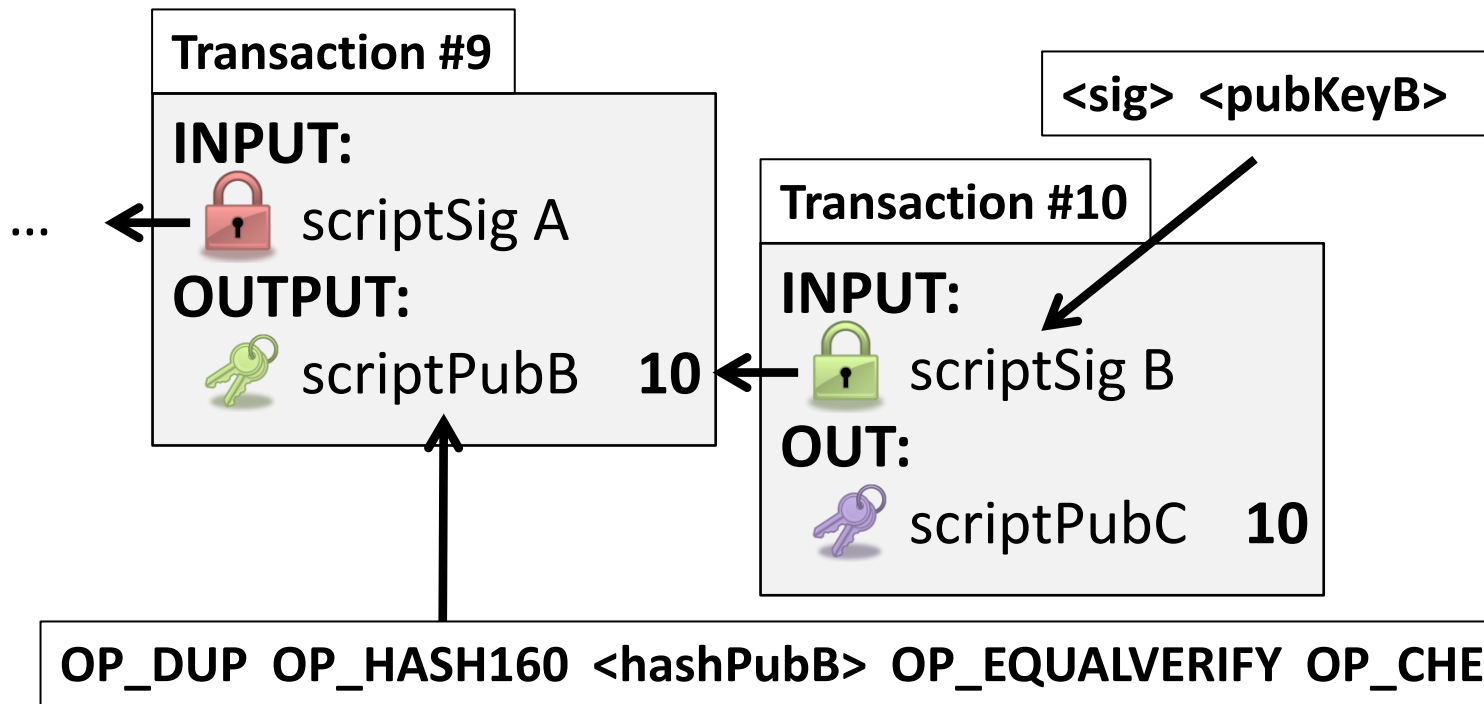 Transaction #9
INPUT:
... scriptSig A
OUTPUT:
scriptPubB 10
<sig> <pubKeyB>
Transaction #10
INPUT:
scriptSig B
OUT:
scriptPubC 10
OP_DUP OP_HASH160 <hashPubB> OP_EQUALVERIFY OP_CHE